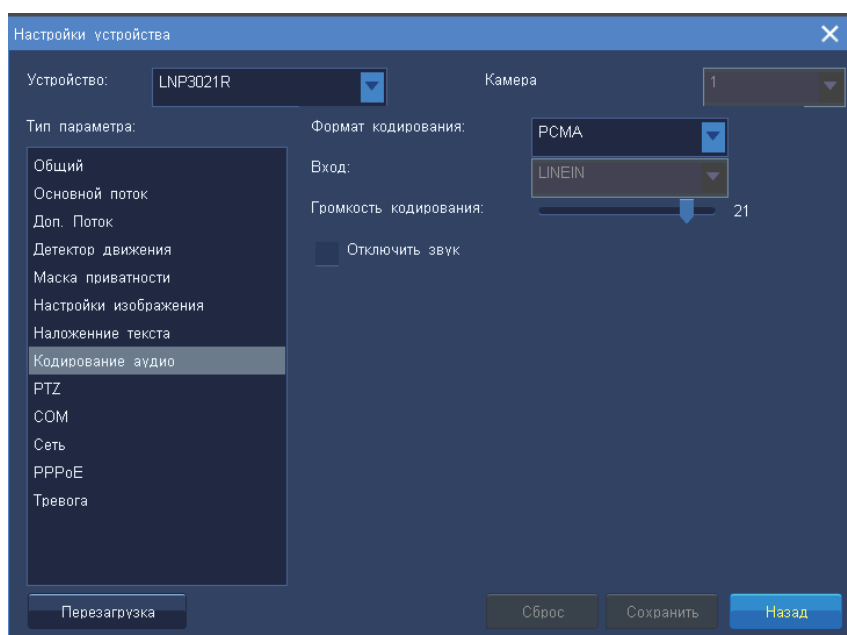 Настройки устройства
Устройство: LNP3021R Камера 1
Тип параметра:
Формат кодирования: PCMA
Вход: LINEIN
Громкость кодирования: 21
Отключить звук
Общий
Основной поток
Доп. Поток
Детектор движения
Маска приватности
Настройки изображения
Наложенние текста
Кодирование аудио
PTZ
COM
Сеть
PPPoE
Тревога
Перезагрузка Сброс Сохранить Назад